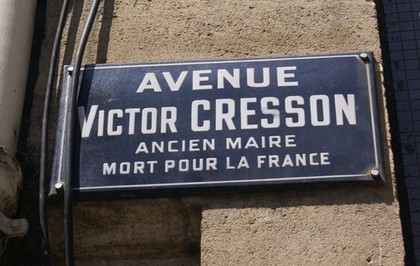 AVENUE
VICTOR CRESSON
ANCIEN MAIRE
MORT POUR LA FRANCE